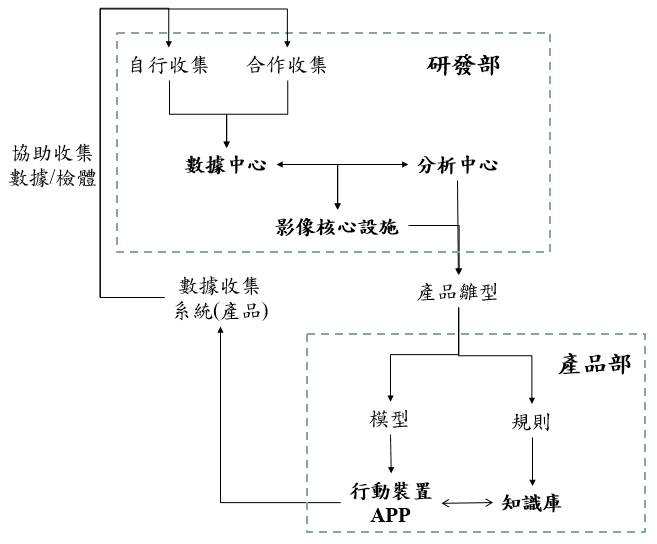 自行收集
合作收集
研發部
協助收集
數據/檢體
數據中心
分析中心
影像核心設施
數據收集
系統(產品)
產品雛型
產品部
模型
規則
行動裝置
APP
知識庫